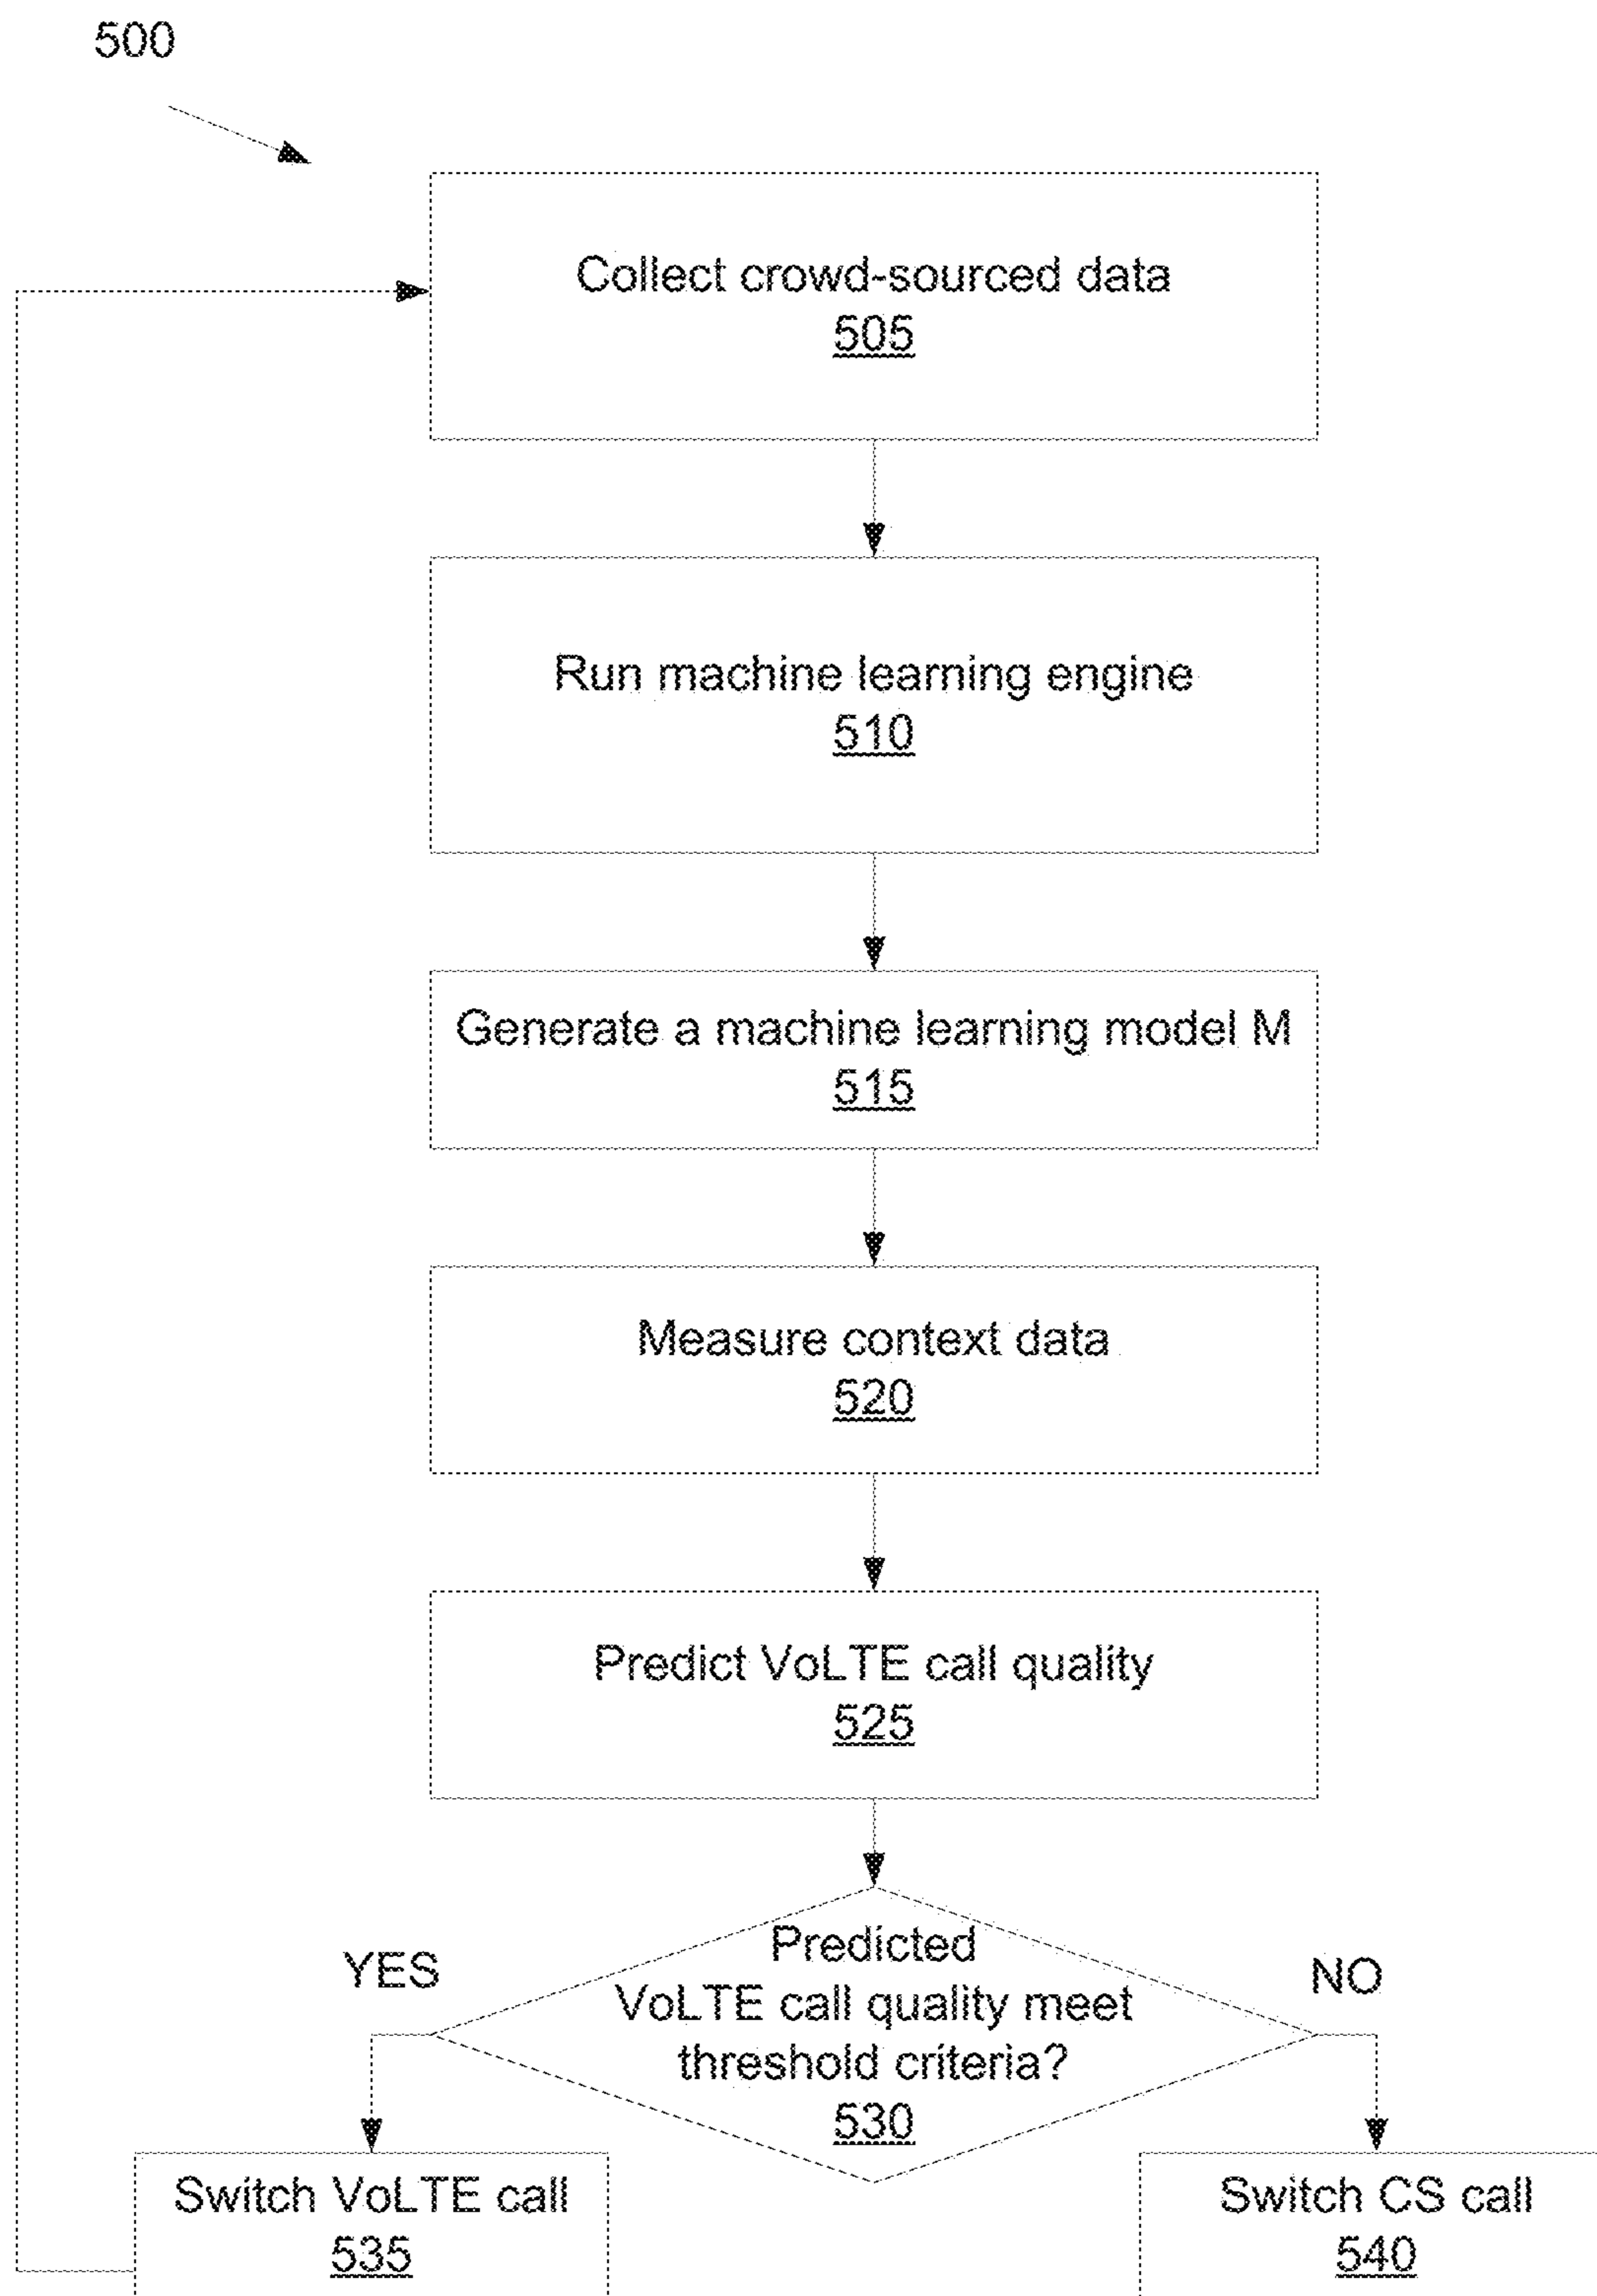 500
Collect crowd-sourced data
505
Run machine learning engine
510
Generate a machine learning model M
515
Measure context data
520
Predict VoLTE call quality
525
Predicted
VoLTE call quality meet
threshold criteria?
530
YES
NO
Switch VoLTE call
535
Switch CS call
540